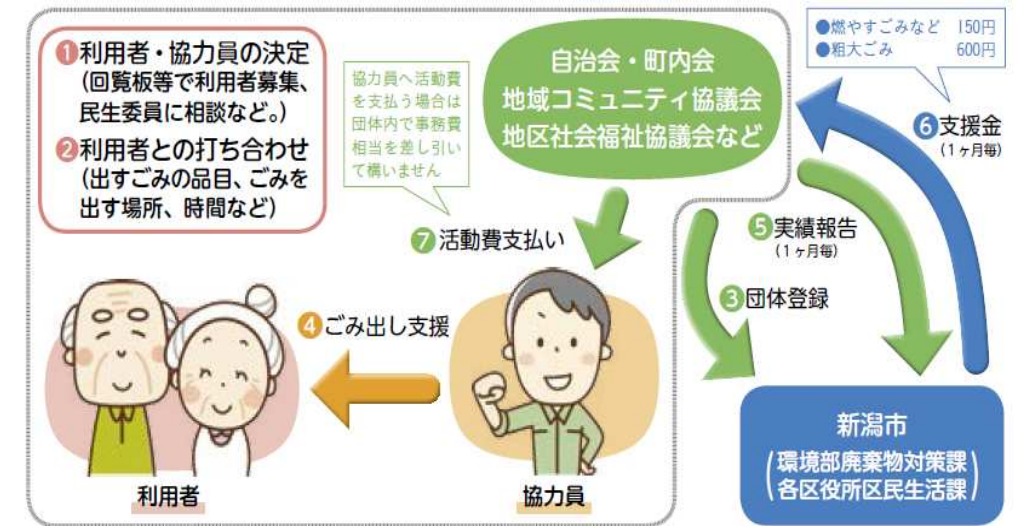 ❶利用者・協力員の決定
(回覧板等で利用者募集、
民生委員に相談など。)
❷利用者との打ち合わせ
(出すごみの品目、ごみを
出す場所、時間など)
協力員へ活動費
を支払う場合は
団体内で事務費
相当を差し引い
て構いません
自治会・町内会
地域コミュニティ協議会
地区社会福祉協議会など
●燃やすごみなど 150円
●粗大ごみ 600円
❻支援金
(1ヶ月毎)
❺実績報告
(1ヶ月毎)
❼活動費支払い
❸団体登録
❹ごみ出し支援
利用者
協力員
新潟市
(環境部廃棄物対策課
各区役所区民生活課)